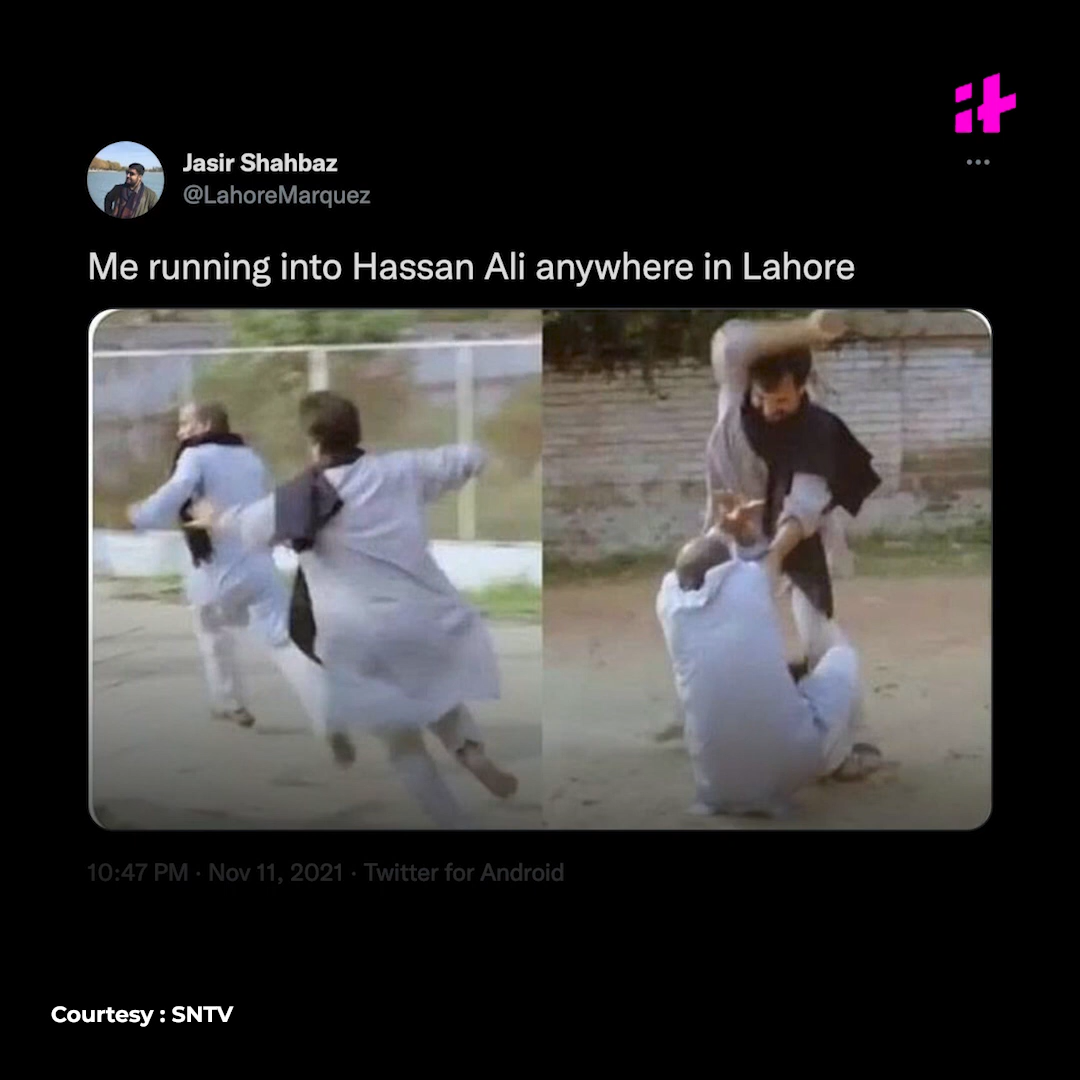 Jasir Shahbaz
@LahoreMarquez
Me running into Hassan Ali anywhere in Lahore
10:47 PM · Nov 11, 2021 · Twitter for Android
Courtesy : SNTV